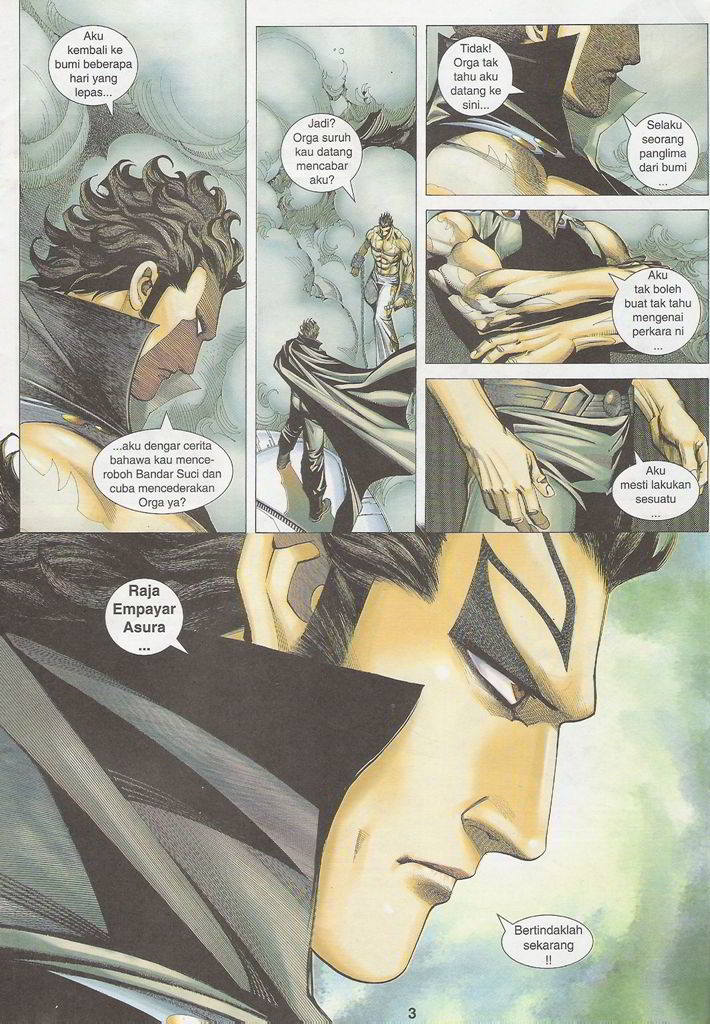 Aku
kembali ke
bumi beberapa
hari yang
lepas...
...aku dengar cerita
bahawa kau mence-
roboh Bandar Suci dan
cuba mencederakan
Orga ya?
Jadi?
Orga suruh
kau datang
mencabar
aku?
Tidak!
Orga tak
tahu aku
datang ke
sini...
Selaku
seorang
panglima
dari bumi
...
Aku
tak boleh
buat tak tahu
mengenai
perkara ni
...
Aku
mesti lakukan
sesuatu
...
Raja
Empayar
Asura
...
Bertindaklah
sekarang
!!
3